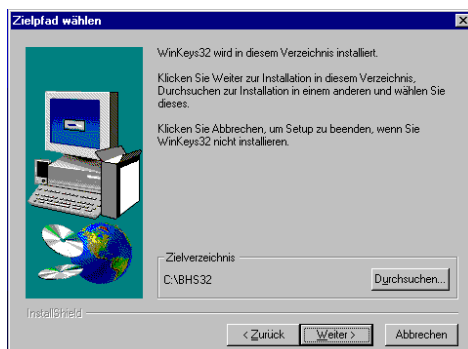 Zielpfad wählen
WinKeys32 wird in diesem Verzeichnis installiert.
Klicken Sie Weiter zur Installation in diesem Verzeichnis,
Durchsuchen zur Installation in einem anderen und wählen Sie
dieses.
Klicken Sie Abbrechen, um Setup zu beenden, wenn Sie
WinKeys32 nicht installieren.
Zielverzeichnis
C:\BHS32
Durchsuchen...
InstallShield
< Zurück
Weiter >
Abbrechen